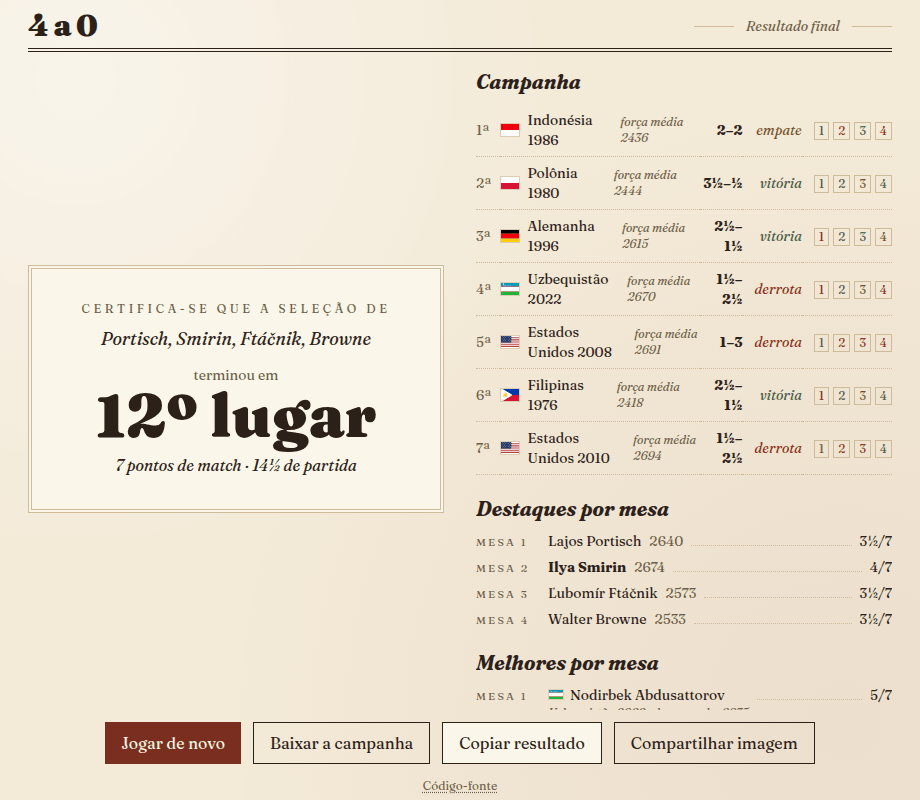 4 a 0
Resultado final
CERTIFICA-SE QUE A SELEÇÃO DE
Portisch, Smirin, Ftáčnik, Browne
terminou em
12º lugar
7 pontos de match · 14½ de partida
Campanha
1ª Indonésia 1986 força média 2436 2–2 empate 1 2 3 4
2ª Polônia 1980 força média 2444 3½–½ vitória 1 2 3 4
3ª Alemanha 1996 força média 2615 2½–1½ vitória 1 2 3 4
4ª Uzbequistão 2022 força média 2670 1½–2½ derrota 1 2 3 4
5ª Estados Unidos 2008 força média 2691 1–3 derrota 1 2 3 4
6ª Filipinas 1976 força média 2418 2½–1½ vitória 1 2 3 4
7ª Estados Unidos 2010 força média 2694 1½–2½ derrota 1 2 3 4
Destaques por mesa
MESA 1 Lajos Portisch 2640 3½/7
MESA 2 Ilya Smirin 2674 4/7
MESA 3 Ľubomír Ftáčnik 2573 3½/7
MESA 4 Walter Browne 2533 3½/7
Melhores por mesa
MESA 1 Nodirbek Abdusattorov 5/7
Jogar de novo
Baixar a campanha
Copiar resultado
Compartilhar imagem
Código-fonte